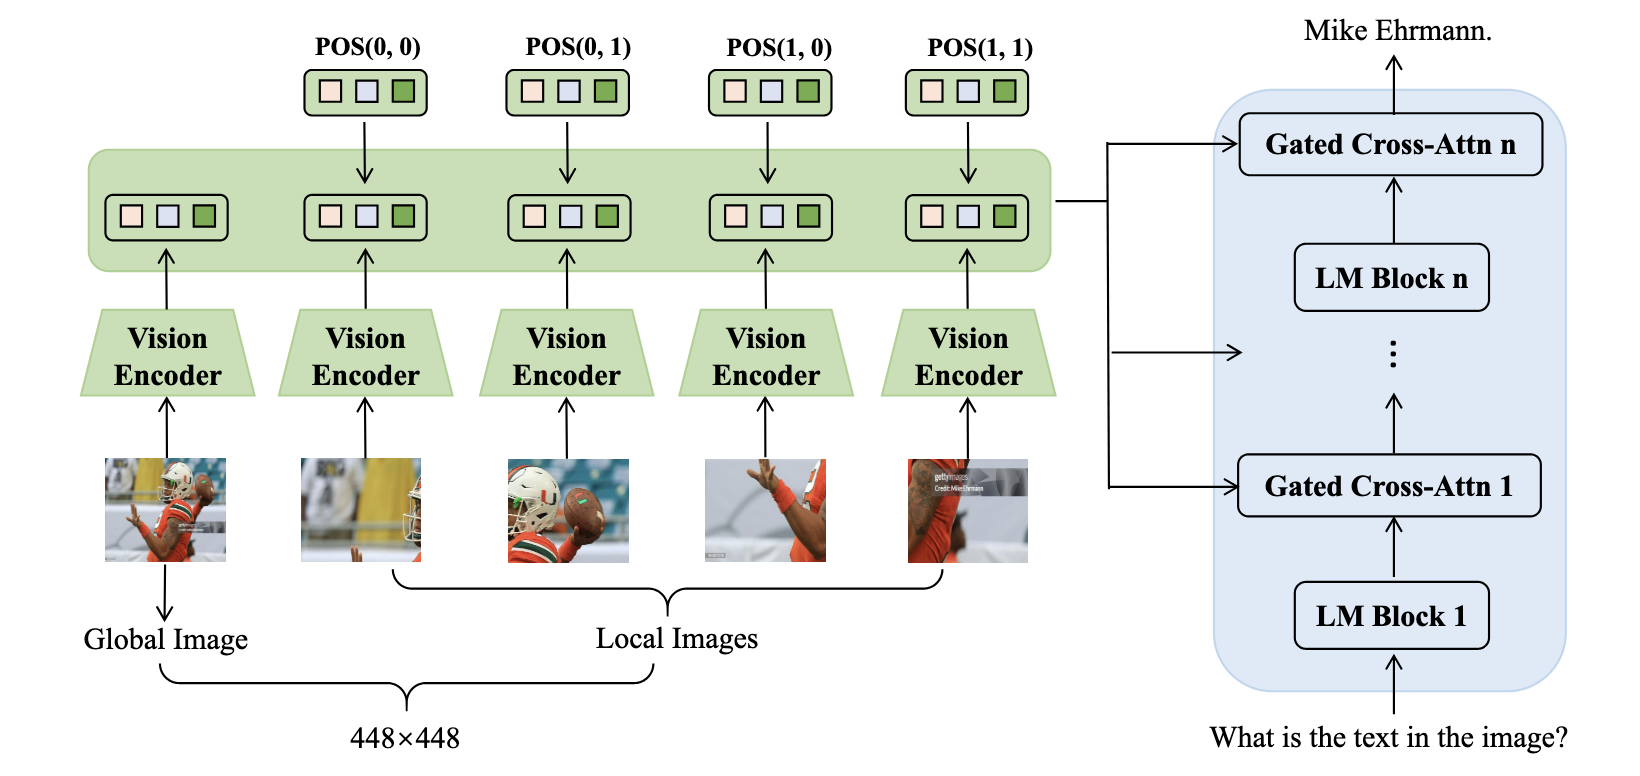 Mike Ehrmann.
POS(0, 0)
POS(0, 1)
POS(1, 0)
POS(1, 1)
Gated Cross-Attn n
LM Block n
Vision
Encoder
Vision
Encoder
Vision
Encoder
Vision
Encoder
Vision
Encoder
U
U
gettyimages
Credit: Mike Ehrmann
Gated Cross-Attn 1
LM Block 1
Global Image
Local Images
448×448
What is the text in the image?